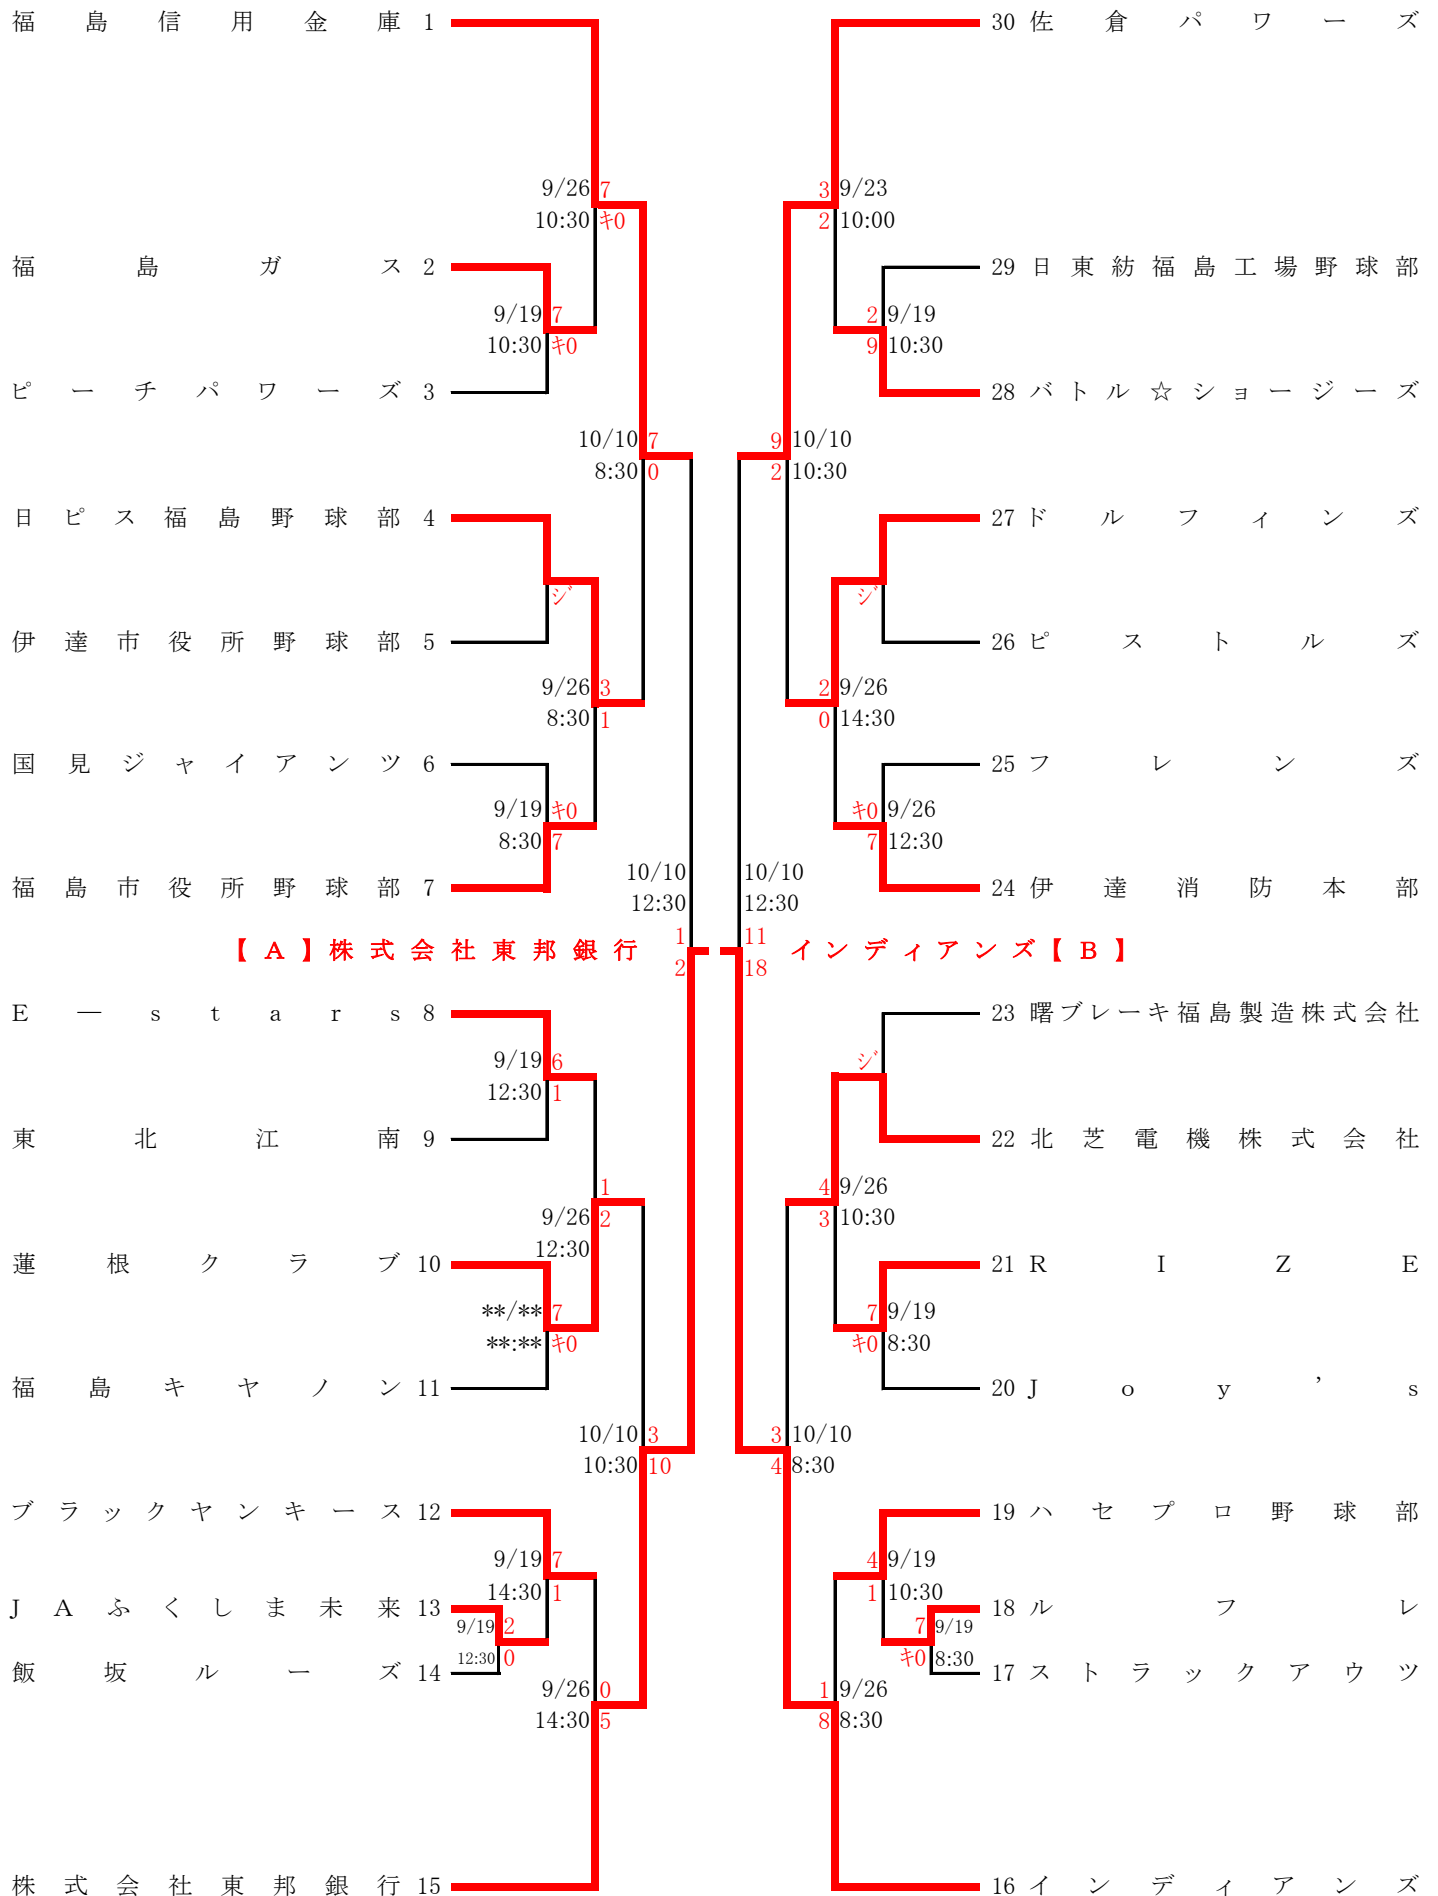 福島信用金庫 1
30 佐倉パワーズ
9/26 7
3 9/23
10:30 ｷ0
2 10:00
福島ガス 2
29 日東紡福島工場野球部
9/19 7
2 9/19
10:30 ｷ0
9 10:30
ピーチパワーズ 3
28 バトル☆ショージーズ
10/10 7
9 10/10
8:30 0
2 10:30
日ピス福島野球部 4
27 ドルフィンズ
ｼﾞ
ｼﾞ
伊達市役所野球部 5
26 ピストルズ
9/26 3
2 9/26
8:30 1
0 14:30
国見ジャイアンツ 6
25 フレンズ
9/19 ｷ0
ｷ0 9/26
8:30 7
7 12:30
福島市役所野球部 7
24 伊達消防本部
10/10
10/10
12:30
12:30
【A】株式会社東邦銀行 1
11 インディアンズ【B】
2
18
E―stars 8
23 曙ブレーキ福島製造株式会社
9/19 6
ｼﾞ
12:30 1
東北江南 9
22 北芝電機株式会社
1
4 9/26
9/26 2
3 10:30
12:30
蓮根クラブ 10
21 RIZE
**/** 7
7 9/19
**:** ｷ0
ｷ0 8:30
福島キヤノン 11
20 Joy’s
10/10 3
3 10/10
10:30 10
4 8:30
ブラックヤンキース 12
19 ハセプロ野球部
9/19 7
4 9/19
14:30 1
1 10:30
JAふくしま未来 13
18 ルフレ
9/19 2
7 9/19
12:30 0
ｷ0 8:30
飯坂ルーズ 14
17 ストラックアウツ
9/26 0
1 9/26
14:30 5
8 8:30
株式会社東邦銀行 15
16 インディアンズ